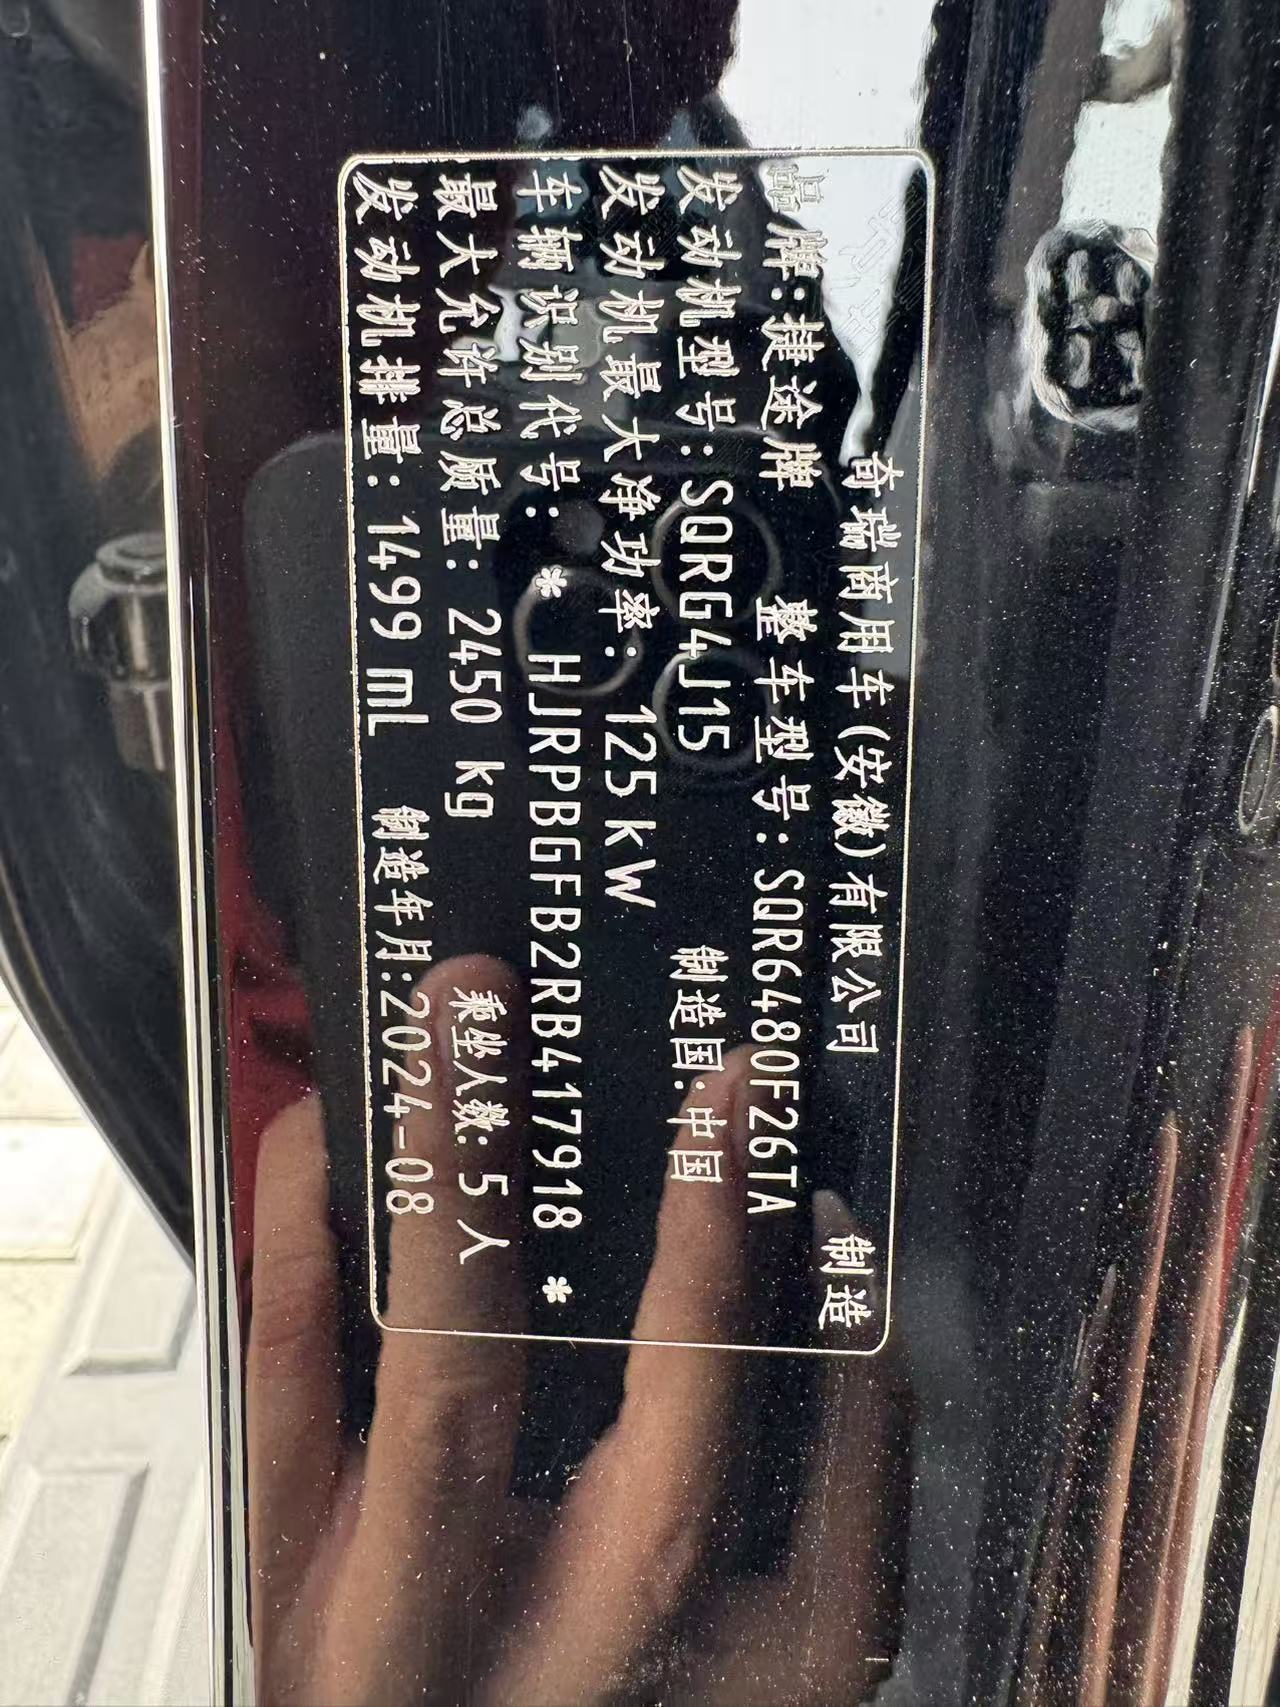 奇瑞商用车(安徽)有限公司 制造
品牌:捷途牌 整车型号:SQR6480F26TA
发动机型号:SQRG4J15 制造国:中国
发动机最大净功率:125kW
车辆识别代号:* HJRPBGFB2RB417918 *
最大允许总质量:2450 kg 乘坐人数:5人
发动机排量:1499 mL 制造年月:2024-08